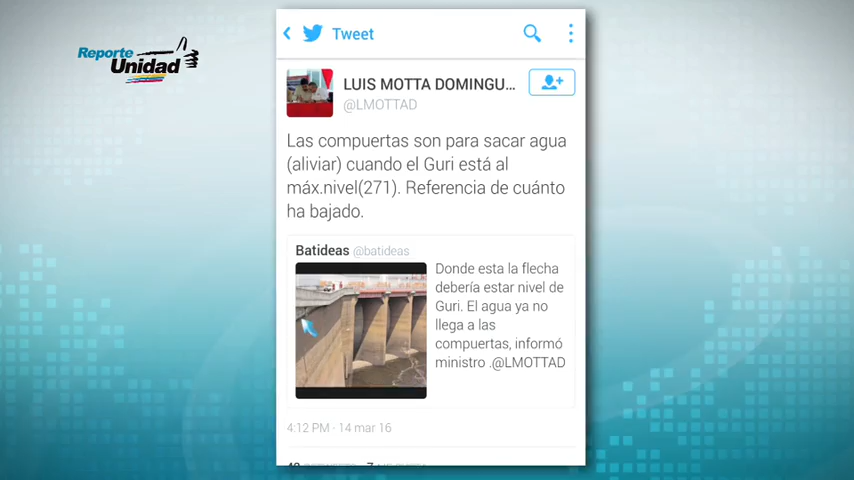 Reporte
Unidad
Tweet
LUIS MOTTA DOMINGU...
@LMOTTAD
Las compuertas son para sacar agua
(aliviar) cuando el Guri está al
máx.nivel(271). Referencia de cuánto
ha bajado.
Batideas @batideas
Donde esta la flecha
debería estar nivel de
Guri. El agua ya no
llega a las
compuertas, informó
ministro .@LMOTTAD
4:12 PM · 14 mar 16